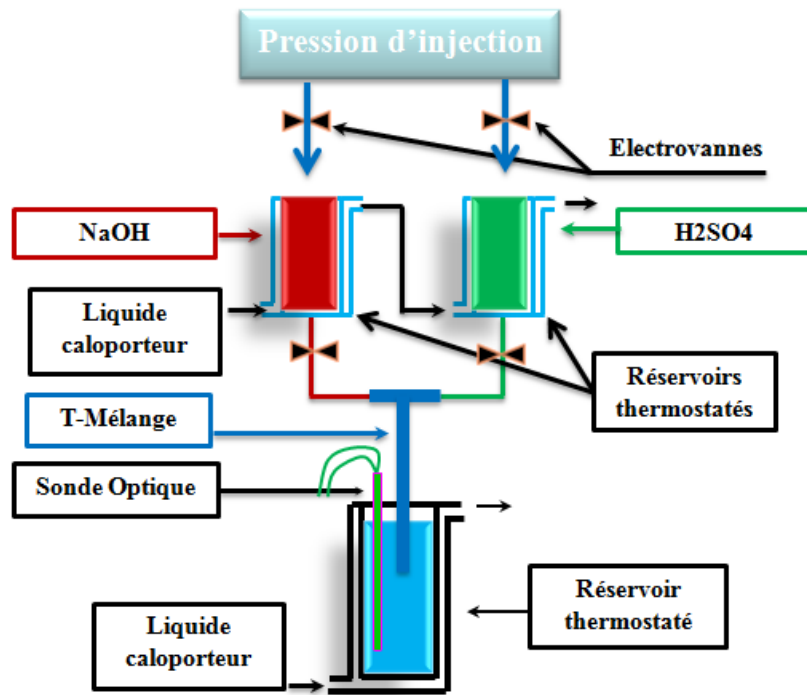 Pression d'injection
Electrovannes
NaOH
H2SO4
Liquide
caloporteur
Réservoirs
thermostatés
T-Mélange
Sonde Optique
Réservoir
thermostaté
Liquide
caloporteur